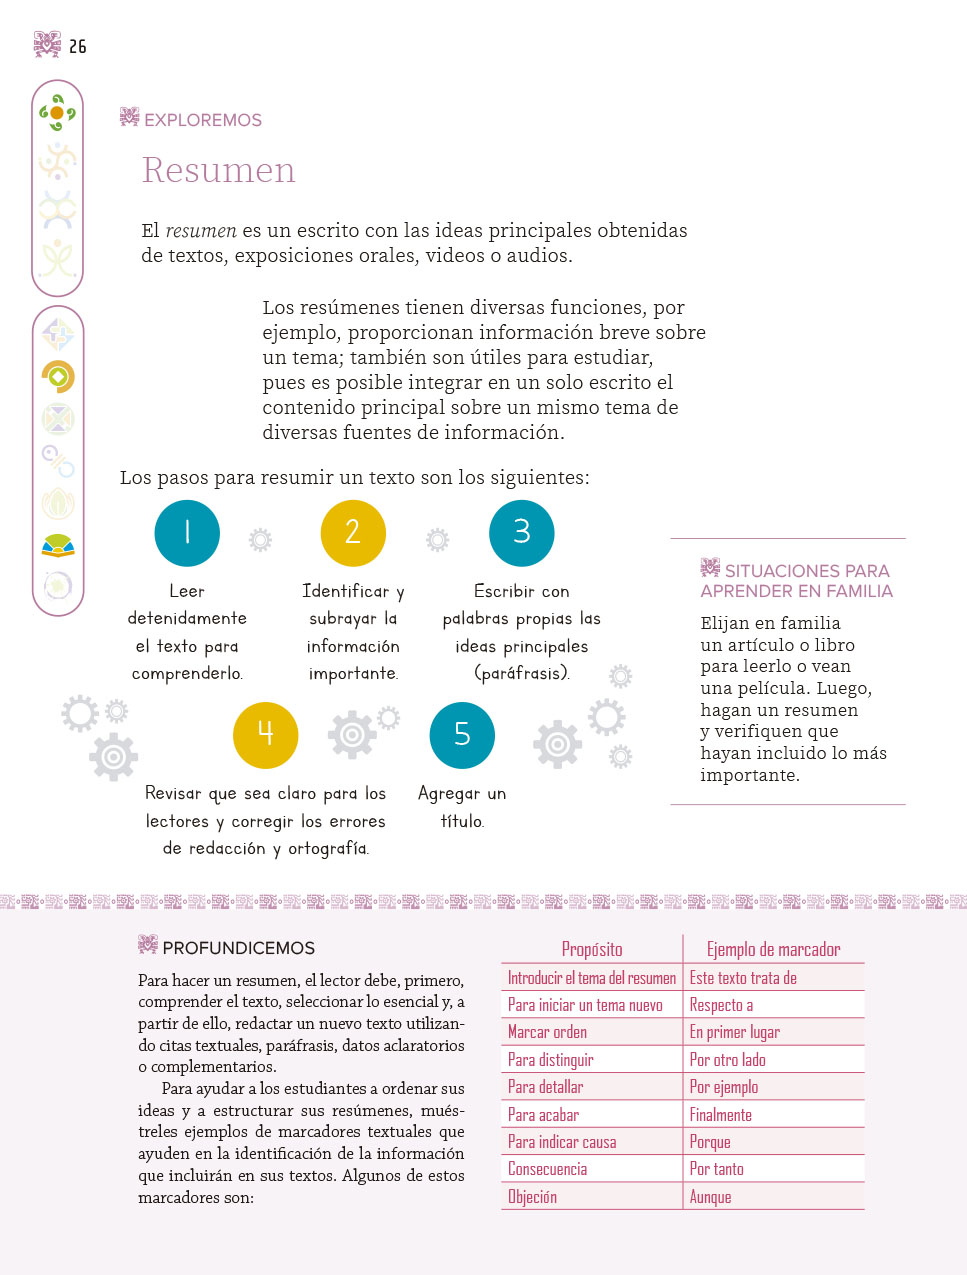 26
EXPLOREMOS
Resumen
El resumen es un escrito con las ideas principales obtenidas
de textos, exposiciones orales, videos o audios.
Los resúmenes tienen diversas funciones, por
ejemplo, proporcionan información breve sobre
un tema; también son útiles para estudiar,
pues es posible integrar en un solo escrito el
contenido principal sobre un mismo tema de
diversas fuentes de información.
Los pasos para resumir un texto son los siguientes:
1
Leer
detenidamente
el texto para
comprenderlo.
2
Identificar y
subrayar la
información
importante.
3
Escribir con
palabras propias las
ideas principales
(paráfrasis).
4
Revisar que sea claro para los
lectores y corregir los errores
de redacción y ortografía.
5
Agregar un
título.
SITUACIONES PARA
APRENDER EN FAMILIA
Elijan en familia
un artículo o libro
para leerlo o vean
una película. Luego,
hagan un resumen
y verifiquen que
hayan incluido lo más
importante.
PROFUNDICEMOS
Para hacer un resumen, el lector debe, primero,
comprender el texto, seleccionar lo esencial y, a
partir de ello, redactar un nuevo texto utilizan-
do citas textuales, paráfrasis, datos aclaratorios
o complementarios.
Para ayudar a los estudiantes a ordenar sus
ideas y a estructurar sus resúmenes, mués-
treles ejemplos de marcadores textuales que
ayuden en la identificación de la información
que incluirán en sus textos. Algunos de estos
marcadores son:
Propósito Ejemplo de marcador
Introducir el tema del resumen Este texto trata de
Para iniciar un tema nuevo Respecto a
Marcar orden En primer lugar
Para distinguir Por otro lado
Para detallar Por ejemplo
Para acabar Finalmente
Para indicar causa Porque
Consecuencia Por tanto
Objeción Aunque